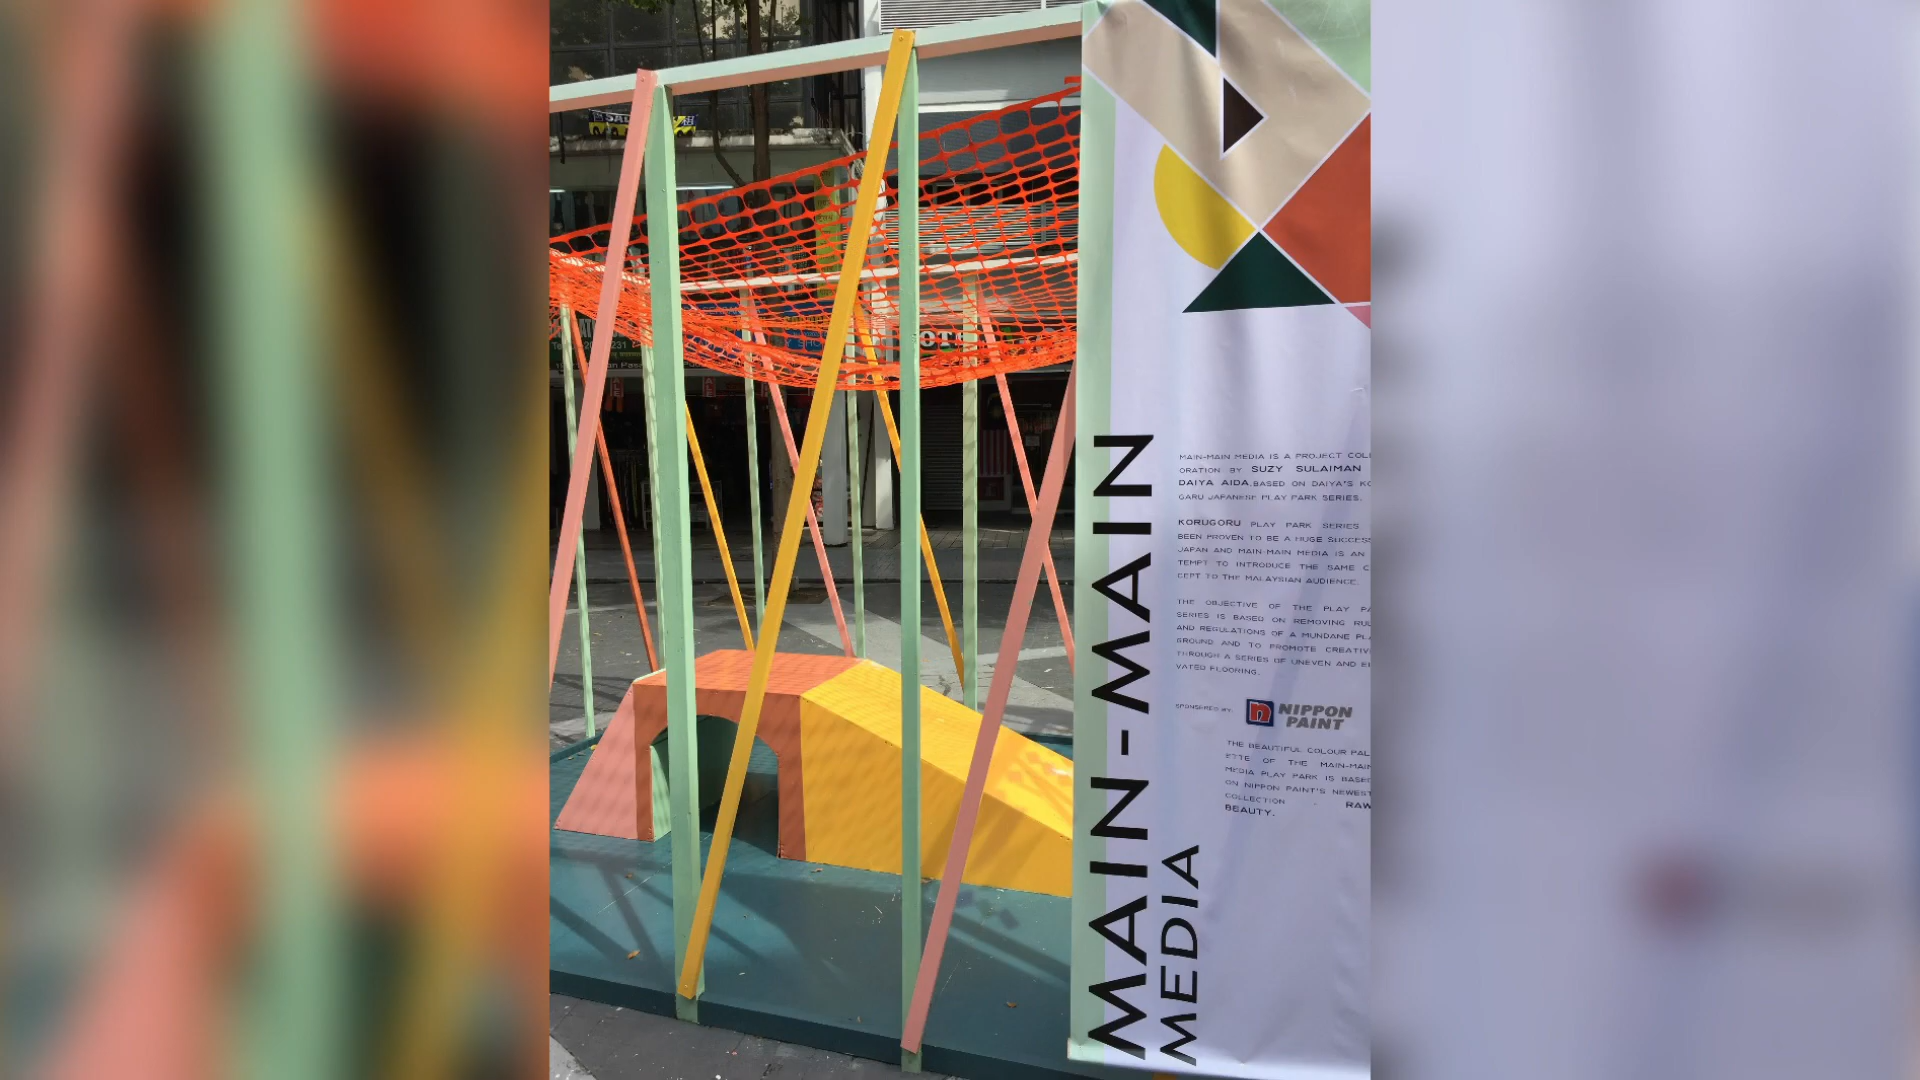 MAIN-MAIN
MEDIA
MAIN-MAIN MEDIA IS A PROJECT COLL
ORATION BY SUZY SULAIMAN
DAIYA AIDA. BASED ON DAIYA'S KO
GARU JAPANESE PLAY PARK SERIES.
KORUGORU PLAY PARK SERIES
BEEN PROVEN TO BE A HUGE SUCCESS
JAPAN AND MAIN-MAIN MEDIA IS AN
TEMPT TO INTRODUCE THE SAME C
CEPT TO THE MALAYSIAN AUDIENCE.
THE OBJECTIVE OF THE PLAY PA
SERIES IS BASED ON REMOVING RUL
AND REGULATIONS OF A MUNDANE PL
GROUND AND TO PROMOTE CREATIV
THROUGH A SERIES OF UNEVEN AND EL
VATED FLOORING.
SPONSERED BY:
n NIPPON
PAINT
THE BEAUTIFUL COLOUR PAL
ETTE OF THE MAIN-MAIN
MEDIA PLAY PARK IS BASED
ON NIPPON PAINT'S NEWEST
COLLECTION - RAW
BEAUTY.